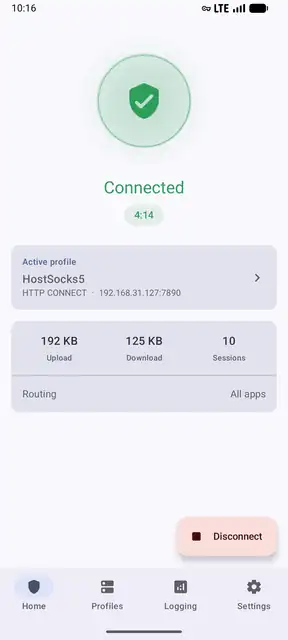 10:16 LTE
Connected
4:14
Active profile
HostSocks5
HTTP CONNECT · 192.168.31.127:7890
192 KB 125 KB 10
Upload Download Sessions
Routing All apps
Disconnect
Home Profiles Logging Settings